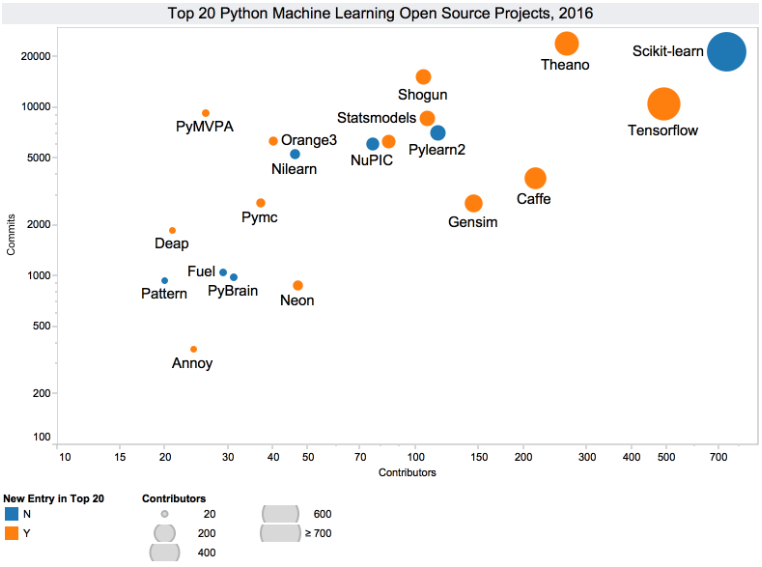 Top 20 Python Machine Learning Open Source Projects, 2016
20000
Theano
Scikit-learn
Shogun
10000
PyMVPA
Statsmodels
Tensorflow
Orange3
5000
NuPIC
Pylearn2
Nilearn
Caffe
Pymc
Gensim
2000
Commits
Deap
1000
Fuel
Pattern
PyBrain
Neon
500
Annoy
200
100
10 15 20 30 40 50 70 100 150 200 300 400 500 700
Contributors
New Entry in Top 20
N
Y
Contributors
20
200
400
600
≥ 700